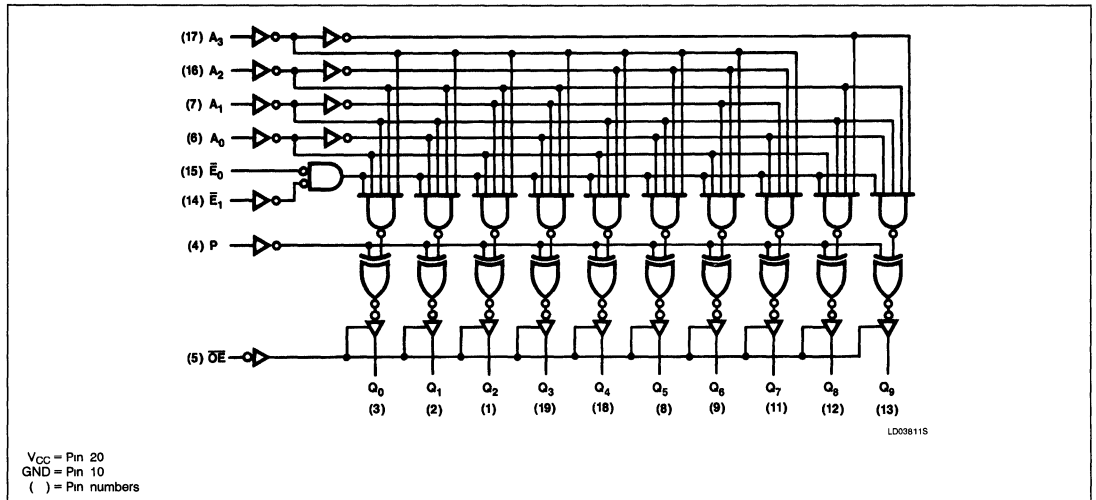 (17) A3
(16) A2
(7) A1
(6) A0
(15) E̅0
(14) E̅1
(4) P
(5) O̅E̅
Q0 Q1 Q2 Q3 Q4 Q5 Q6 Q7 Q8 Q9
(3) (2) (1) (19) (18) (8) (9) (11) (12) (13)
LD03811S
VCC = Pin 20
GND = Pin 10
( ) = Pin numbers